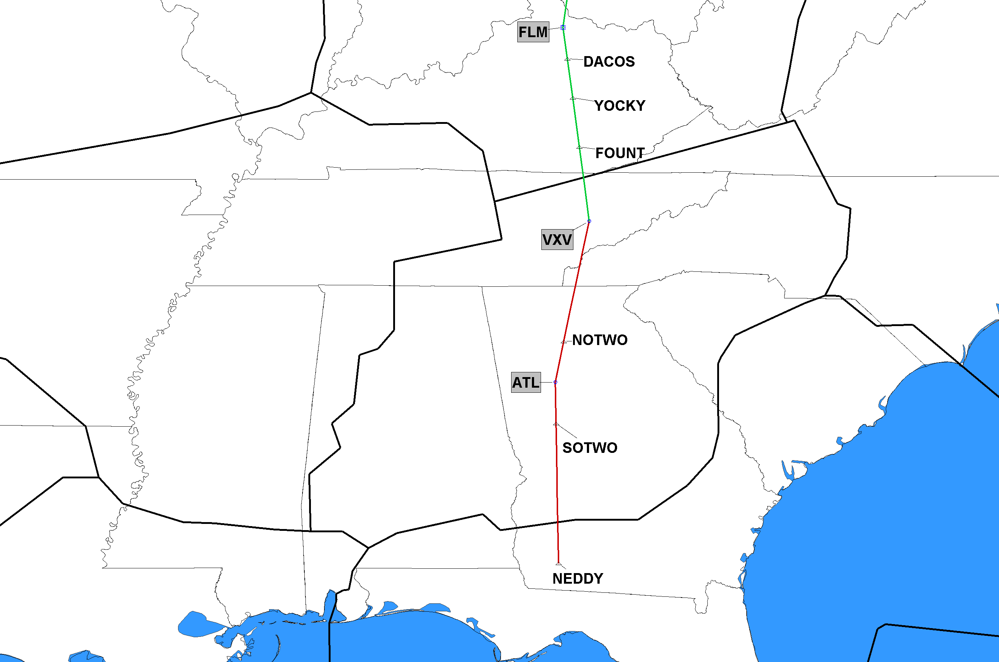 FLM
DACOS
YOCKY
FOUNT
VXV
NOTWO
ATL
SOTWO
NEDDY